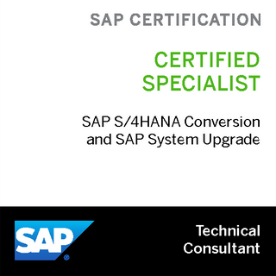 SAP CERTIFICATION
CERTIFIED
SPECIALIST
SAP S/4HANA Conversion
and SAP System Upgrade
SAP
Technical
Consultant